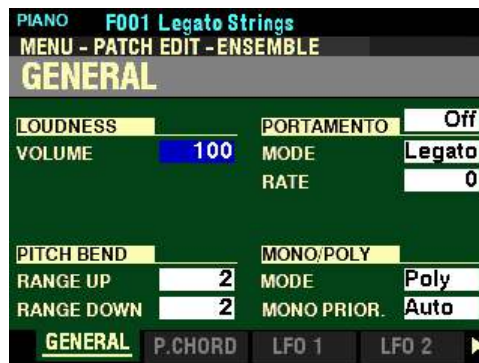 PIANO F001 Legato Strings
MENU - PATCH EDIT - ENSEMBLE
GENERAL
LOUDNESS PORTAMENTO Off
VOLUME 100 MODE Legato
RATE 0
PITCH BEND MONO/POLY
RANGE UP 2 MODE Poly
RANGE DOWN 2 MONO PRIOR. Auto
GENERAL P.CHORD LFO 1 LFO 2